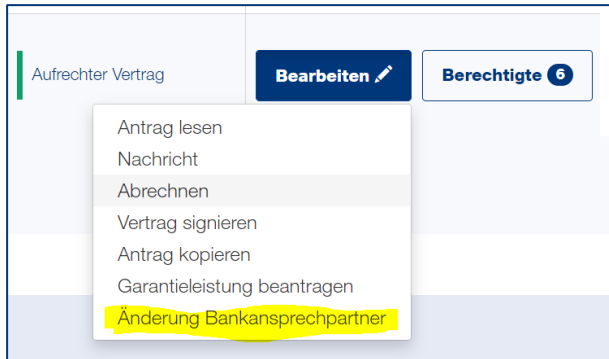 Aufrechter Vertrag
Bearbeiten
Berechtigte 6
Antrag lesen
Nachricht
Abrechnen
Vertrag signieren
Antrag kopieren
Garantieleistung beantragen
Änderung Bankansprechpartner